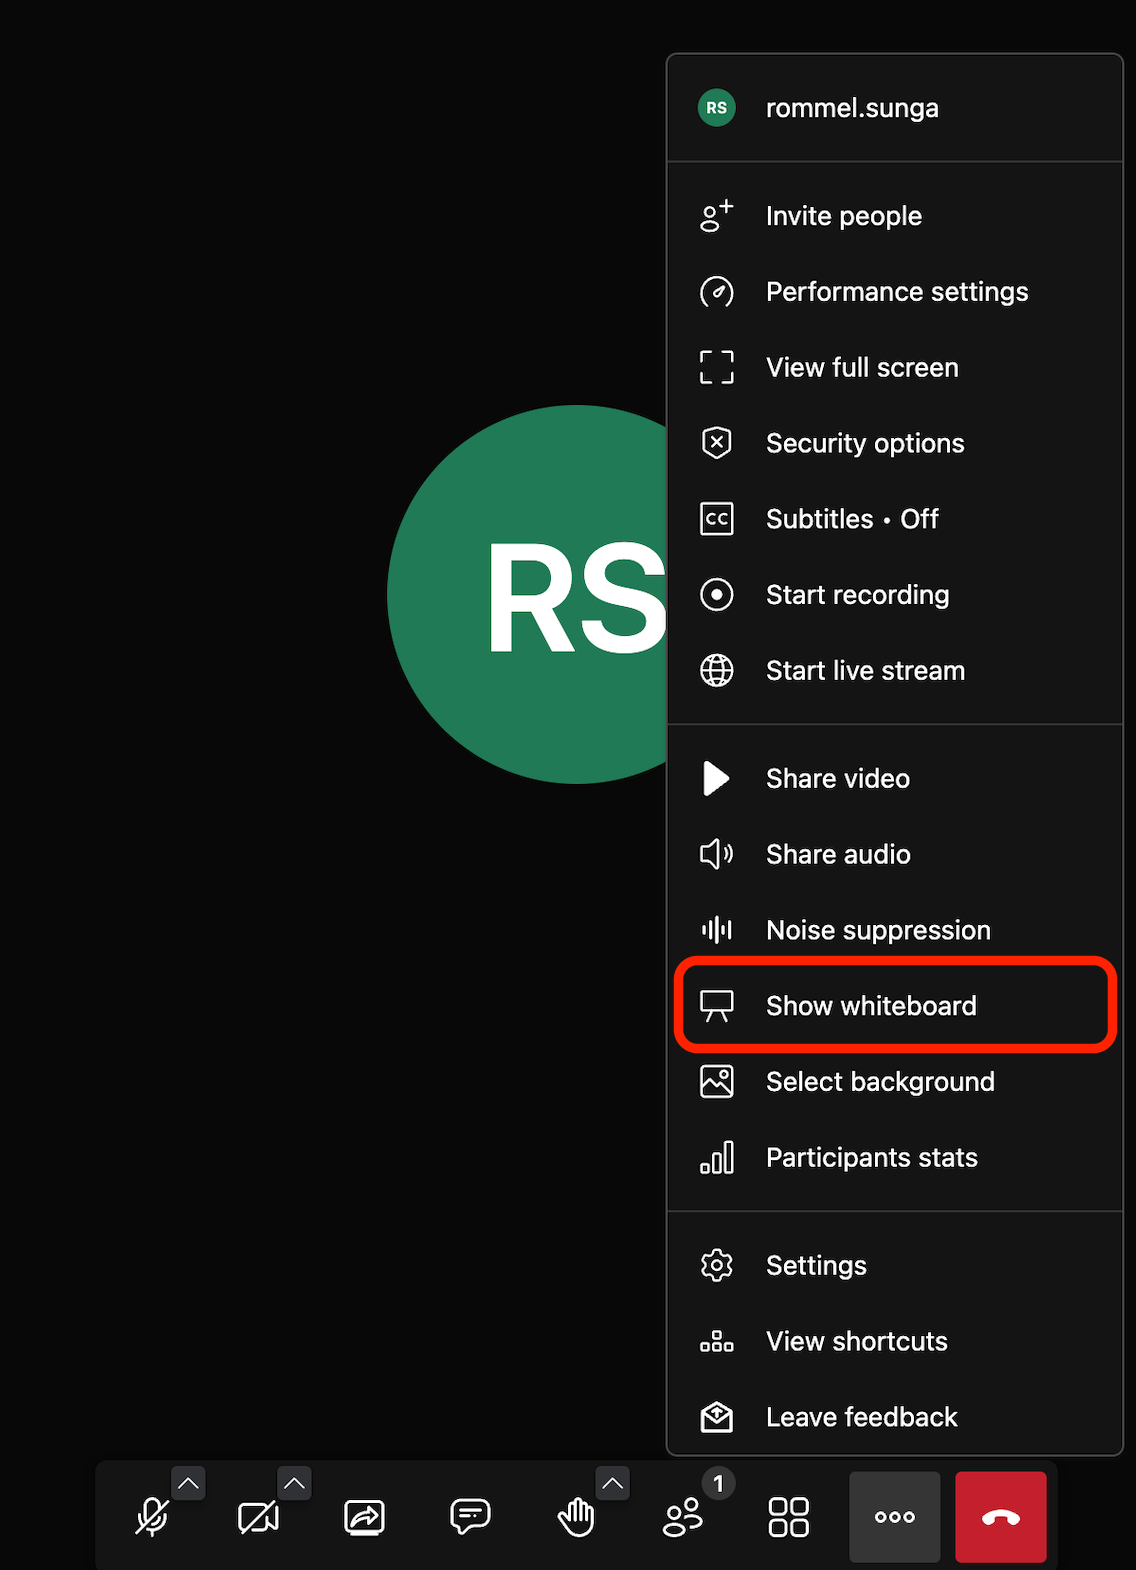 RS rommel.sunga
Invite people
Performance settings
View full screen
Security options
CC Subtitles • Off
Start recording
Start live stream
RS
Share video
Share audio
Noise suppression
Show whiteboard
Select background
Participants stats
Settings
View shortcuts
Leave feedback
1